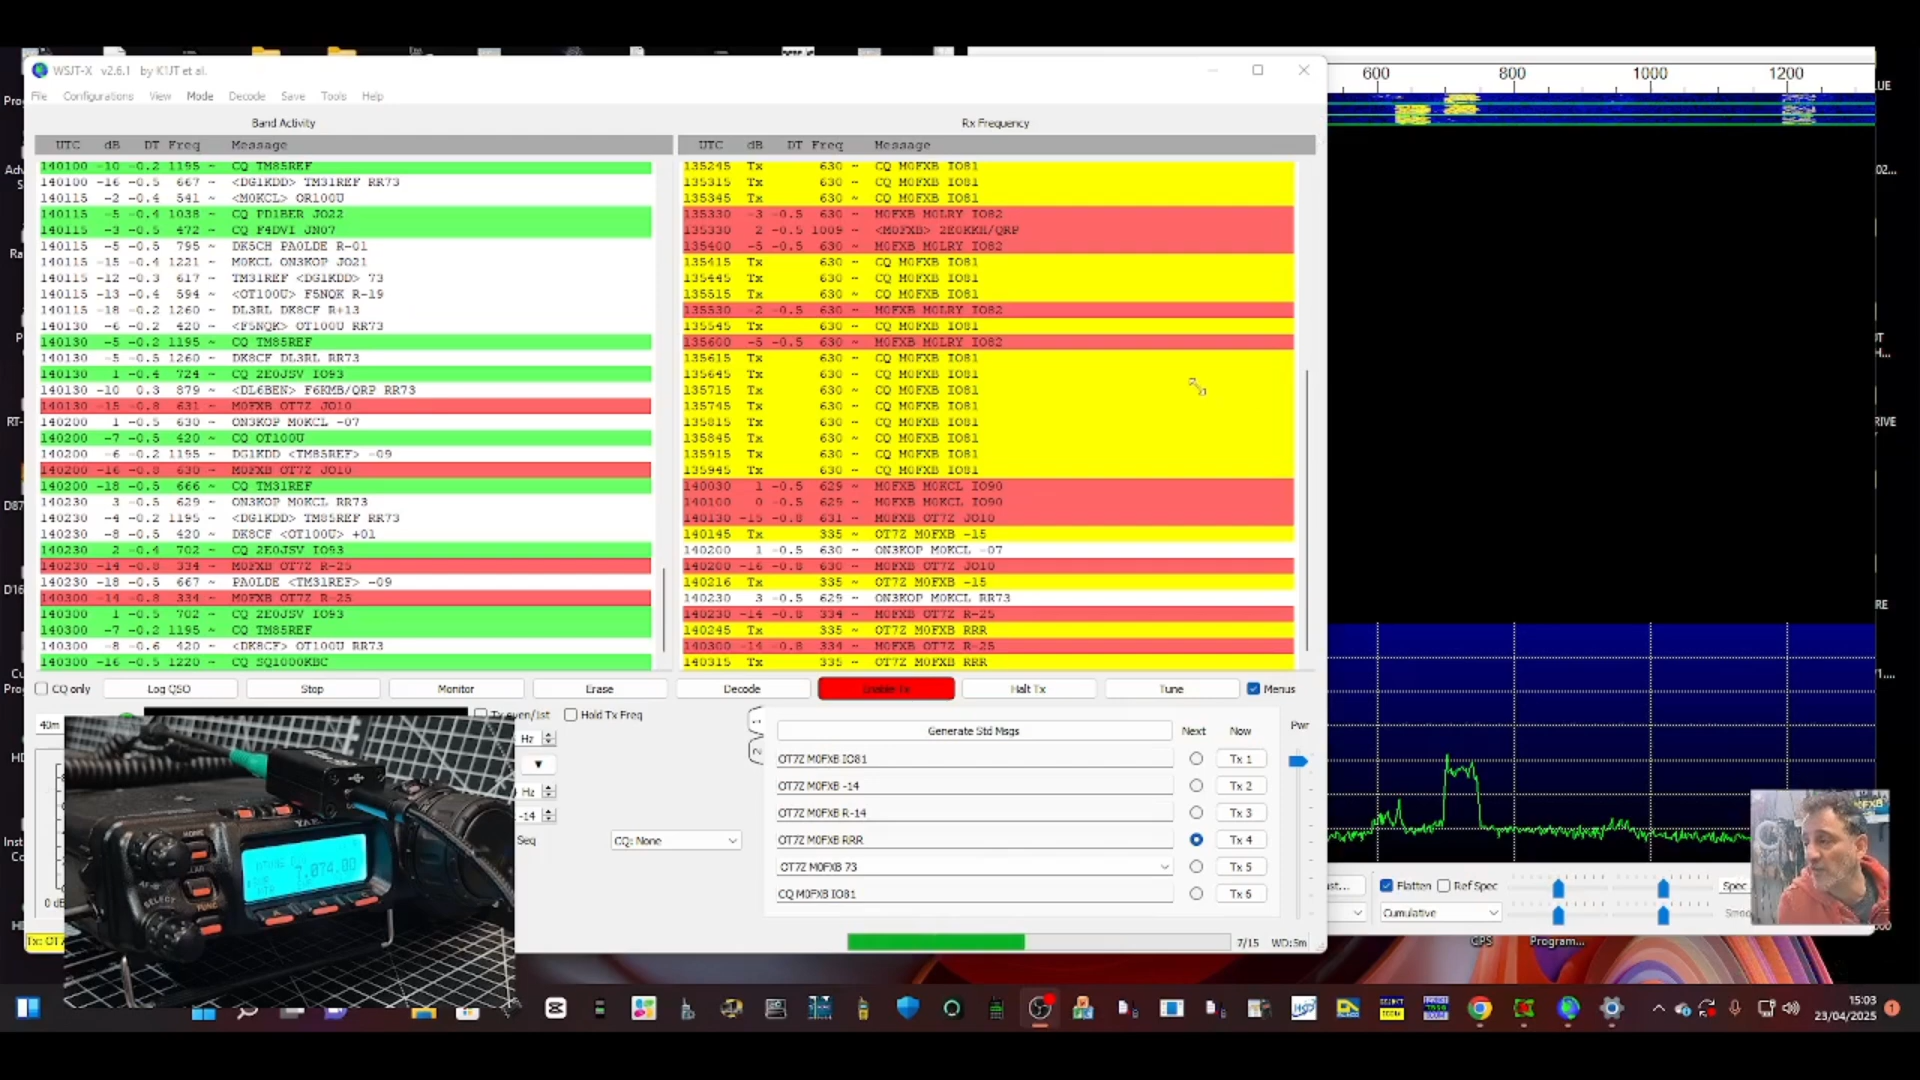 600 800 1000 1200
WSJT-X v2.6.1 by K1JT et al.
File Configurations View Mode Decode Save Tools Help
Band Activity
UTC dB DT Freq Message
140100 -10 -0.2 1195 ~ CQ TM85REF
140100 -16 -0.5 667 ~ <DG1KDD> TM31REF RR73
140115 -2 -0.4 541 ~ <M0KCL> OR100U
140115 -5 -0.4 1038 ~ CQ PD1BER JO22
140115 -3 -0.5 472 ~ CQ F4DVI JN07
140115 -5 -0.5 795 ~ DK5CH PA0LDE R-01
140115 -15 -0.4 1221 ~ M0KCL ON3KOP JO21
140115 -12 -0.3 617 ~ TM31REF <DG1KDD> 73
140115 -13 -0.4 594 ~ <OT100U> F5NQK R-19
140115 -18 -0.2 1260 ~ DL3RL DK8CF R+13
140130 -6 -0.2 420 ~ <F5NQK> OT100U RR73
140130 -5 -0.2 1195 ~ CQ TM85REF
140130 -5 -0.5 1260 ~ DK8CF DL3RL RR73
140130 1 -0.4 724 ~ CQ 2E0JSV IO93
140130 -10 0.3 879 ~ <DL6BEN> F6KMB/QRP RR73
140130 -15 -0.8 631 ~ M0FXB OT7Z JO10
140200 1 -0.5 630 ~ ON3KOP M0KCL -07
140200 -7 -0.5 420 ~ CQ OT100U
140200 -6 -0.2 1195 ~ DG1KDD <TM85REF> -09
140200 -16 -0.8 630 ~ M0FXB OT7Z JO10
140200 -18 -0.5 666 ~ CQ TM31REF
140230 3 -0.5 629 ~ ON3KOP M0KCL RR73
140230 -4 -0.2 1195 ~ <DG1KDD> TM85REF RR73
140230 -8 -0.5 420 ~ DK8CF <OT100U> +01
140230 2 -0.4 702 ~ CQ 2E0JSV IO93
140230 -14 -0.8 334 ~ M0FXB OT7Z R-25
140230 -18 -0.5 667 ~ PA0LDE <TM31REF> -09
140300 -14 -0.8 334 ~ M0FXB OT7Z R-25
140300 1 -0.5 702 ~ CQ 2E0JSV IO93
140300 -7 -0.2 1195 ~ CQ TM85REF
140300 -8 -0.6 420 ~ <DK8CF> OT100U RR73
140300 -16 -0.5 1220 ~ CQ SQ1000KBC
Rx Frequency
UTC dB DT Freq Message
135245 Tx 630 ~ CQ M0FXB IO81
135315 Tx 630 ~ CQ M0FXB IO81
135345 Tx 630 ~ CQ M0FXB IO81
135330 -3 -0.5 630 ~ M0FXB M0LRY IO82
135330 2 -0.5 1009 ~ <M0FXB> 2E0KKH/QRP
135400 -5 -0.5 630 ~ M0FXB M0LRY IO82
135415 Tx 630 ~ CQ M0FXB IO81
135445 Tx 630 ~ CQ M0FXB IO81
135515 Tx 630 ~ CQ M0FXB IO81
135530 -2 -0.5 630 ~ M0FXB M0LRY IO82
135545 Tx 630 ~ CQ M0FXB IO81
135600 -5 -0.5 630 ~ M0FXB M0LRY IO82
135615 Tx 630 ~ CQ M0FXB IO81
135645 Tx 630 ~ CQ M0FXB IO81
135715 Tx 630 ~ CQ M0FXB IO81
135745 Tx 630 ~ CQ M0FXB IO81
135815 Tx 630 ~ CQ M0FXB IO81
135845 Tx 630 ~ CQ M0FXB IO81
135915 Tx 630 ~ CQ M0FXB IO81
135945 Tx 630 ~ CQ M0FXB IO81
140030 1 -0.5 629 ~ M0FXB M0KCL IO90
140100 0 -0.5 629 ~ M0FXB M0KCL IO90
140130 -15 -0.8 631 ~ M0FXB OT7Z JO10
140145 Tx 335 ~ OT7Z M0FXB -15
140200 1 -0.5 630 ~ ON3KOP M0KCL -07
140200 -16 -0.8 630 ~ M0FXB OT7Z JO10
140216 Tx 335 ~ OT7Z M0FXB -15
140230 3 -0.5 629 ~ ON3KOP M0KCL RR73
140230 -14 -0.8 334 ~ M0FXB OT7Z R-25
140245 Tx 335 ~ OT7Z M0FXB RRR
140300 -14 -0.8 334 ~ M0FXB OT7Z R-25
140315 Tx 335 ~ OT7Z M0FXB RRR
CQ only Log QSO Stop Monitor Erase Decode Enable Tx Halt Tx Tune Menus
40m Tx even/1st Hold Tx Freq
Hz
Hz
-14
Seq CQ: None
Generate Std Msgs Next Now Pwr
OT7Z M0FXB IO81 Tx 1
OT7Z M0FXB -14 Tx 2
OT7Z M0FXB R-14 Tx 3
OT7Z M0FXB RRR Tx 4
OT7Z M0FXB 73 Tx 5
CQ M0FXB IO81 Tx 6
7/15 WD:5m
7,074.00
HOME
SELECT
FUNC
0 dB
Flatten Ref Spec Spec
Cumulative
GPS Program...
15:03
23/04/2025